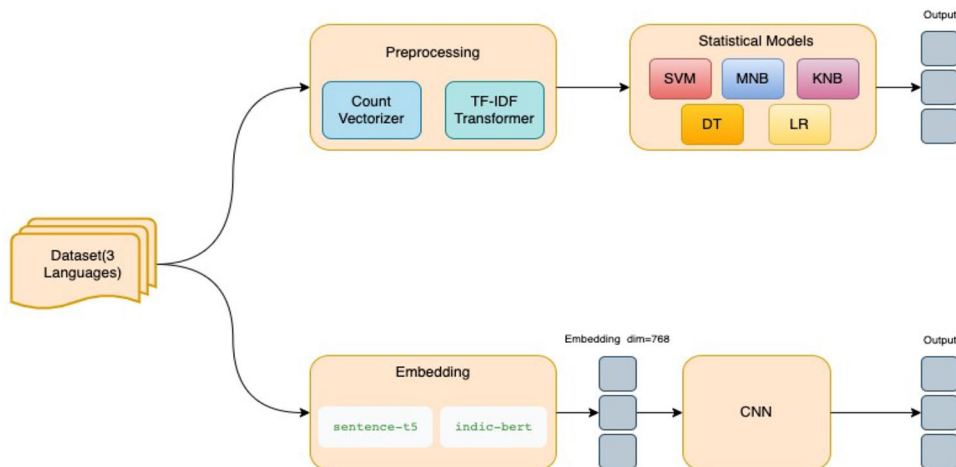 Output
Preprocessing
Statistical Models
SVM
MNB
KNB
Count
Vectorizer
TF-IDF
Transformer
DT
LR
Dataset(3
Languages)
Embedding dim=768
Output
Embedding
sentence-t5
indic-bert
CNN